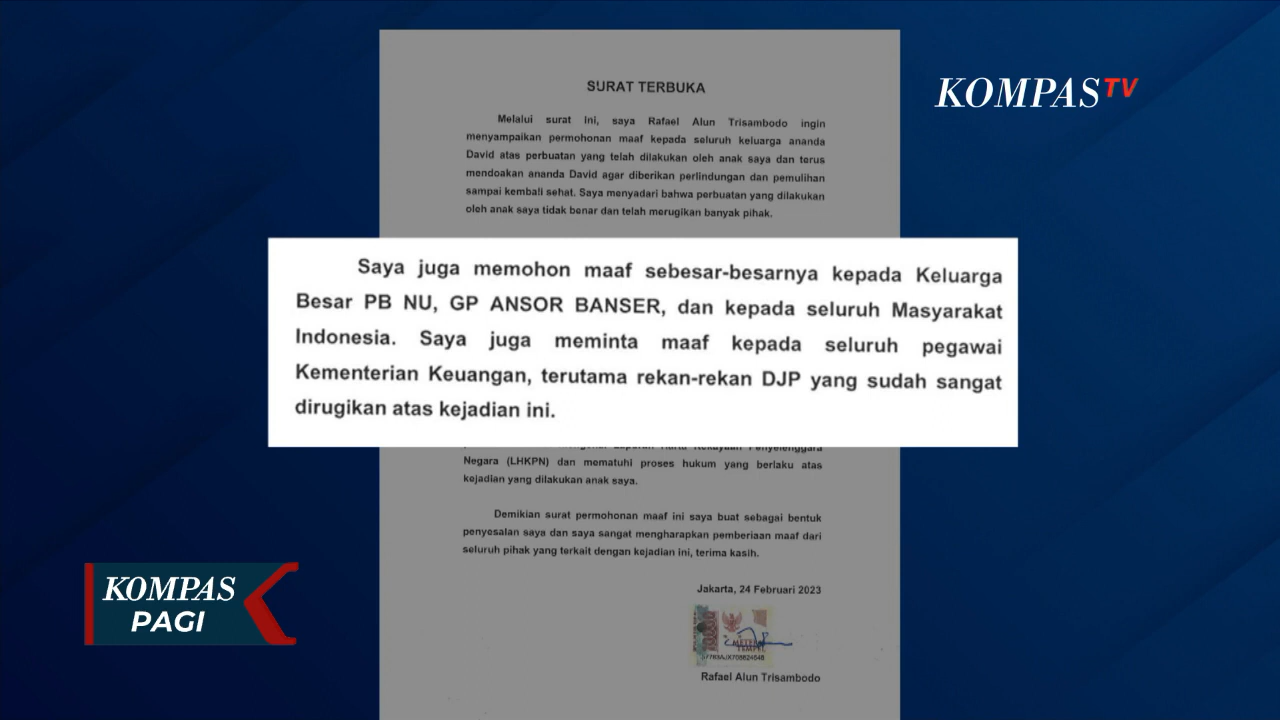 KOMPASTV
SURAT TERBUKA
Melalui surat ini, saya Rafael Alun Trisambodo ingin
menyampaikan permohonan maaf kepada seluruh keluarga ananda
David atas perbuatan yang telah dilakukan oleh anak saya dan terus
mendoakan ananda David agar diberikan perlindungan dan pemulihan
sampai kembali sehat. Saya menyadari bahwa perbuatan yang dilakukan
oleh anak saya tidak benar dan telah merugikan banyak pihak.
Saya juga memohon maaf sebesar-besarnya kepada Keluarga
Besar PB NU, GP ANSOR BANSER, dan kepada seluruh Masyarakat
Indonesia. Saya juga meminta maaf kepada seluruh pegawai
Kementerian Keuangan, terutama rekan-rekan DJP yang sudah sangat
dirugikan atas kejadian ini.
Negara (LHKPN) dan mematuhi proses hukum yang berlaku atas
kejadian yang dilakukan anak saya.
Demikian surat permohonan maaf ini saya buat sebagai bentuk
penyesalan saya dan saya sangat mengharapkan pemberiaan maaf dari
seluruh pihak yang terkait dengan kejadian ini, terima kasih.
Jakarta, 24 Februari 2023
TEMPEL
Rafael Alun Trisambodo
KOMPAS
PAGI